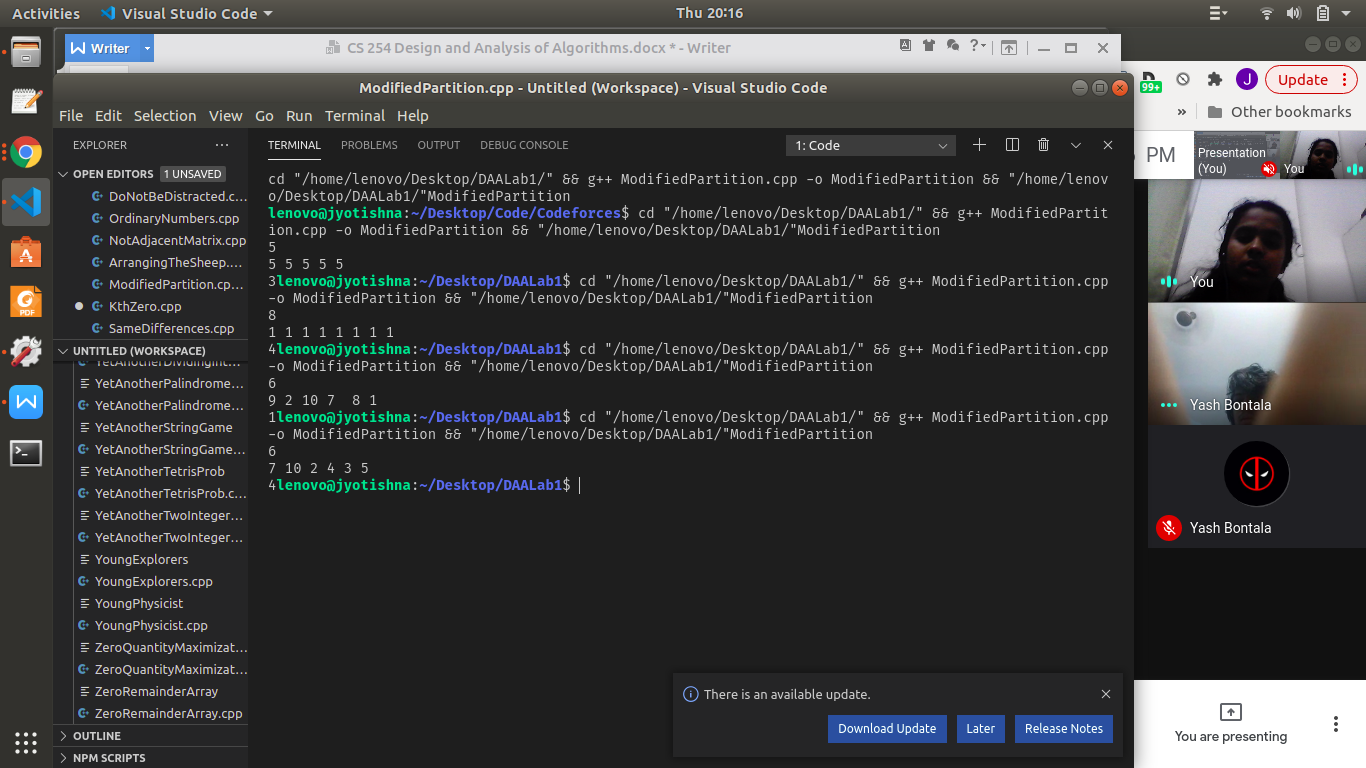 Activities
Visual Studio Code
Thu 20:16
Writer
CS 254 Design and Analysis of Algorithms.docx * - Writer
ModifiedPartition.cpp - Untitled (Workspace) - Visual Studio Code
File Edit Selection View Go Run Terminal Help
EXPLORER
OPEN EDITORS 1 UNSAVED
DoNotBeDistracted.c...
OrdinaryNumbers.cpp
NotAdjacentMatrix.cpp
ArrangingTheSheep....
ModifiedPartition.cp...
KthZero.cpp
SameDifferences.cpp
UNTITLED (WORKSPACE)
YetAnotherDividingInt...
YetAnotherPalindrome...
YetAnotherPalindrome...
YetAnotherStringGame
YetAnotherStringGame...
YetAnotherTetrisProb
YetAnotherTetrisProb.c...
YetAnotherTwoInteger...
YetAnotherTwoInteger...
YoungExplorers
YoungExplorers.cpp
YoungPhysicist
YoungPhysicist.cpp
ZeroQuantityMaximizat...
ZeroQuantityMaximizat...
ZeroRemainderArray
ZeroRemainderArray.cpp
OUTLINE
NPM SCRIPTS
TERMINAL PROBLEMS OUTPUT DEBUG CONSOLE
1: Code
cd "/home/lenovo/Desktop/DAALab1/" && g++ ModifiedPartition.cpp -o ModifiedPartition && "/home/lenov
o/Desktop/DAALab1/"ModifiedPartition
lenovo@jyotishna:~/Desktop/Code/Codeforces$ cd "/home/lenovo/Desktop/DAALab1/" && g++ ModifiedPartit
ion.cpp -o ModifiedPartition && "/home/lenovo/Desktop/DAALab1/"ModifiedPartition
5
5 5 5 5 5
3lenovo@jyotishna:~/Desktop/DAALab1$ cd "/home/lenovo/Desktop/DAALab1/" && g++ ModifiedPartition.cpp
-o ModifiedPartition && "/home/lenovo/Desktop/DAALab1/"ModifiedPartition
8
1 1 1 1 1 1 1 1
4lenovo@jyotishna:~/Desktop/DAALab1$ cd "/home/lenovo/Desktop/DAALab1/" && g++ ModifiedPartition.cpp
-o ModifiedPartition && "/home/lenovo/Desktop/DAALab1/"ModifiedPartition
6
9 2 10 7  8 1
1lenovo@jyotishna:~/Desktop/DAALab1$ cd "/home/lenovo/Desktop/DAALab1/" && g++ ModifiedPartition.cpp
-o ModifiedPartition && "/home/lenovo/Desktop/DAALab1/"ModifiedPartition
6
7 10 2 4 3 5
4lenovo@jyotishna:~/Desktop/DAALab1$
There is an available update.
Download Update
Later
Release Notes
99+
J
Update
» Other bookmarks
PM
Presentation
(You)
You
You
Yash Bontala
Yash Bontala
You are presenting
PDF